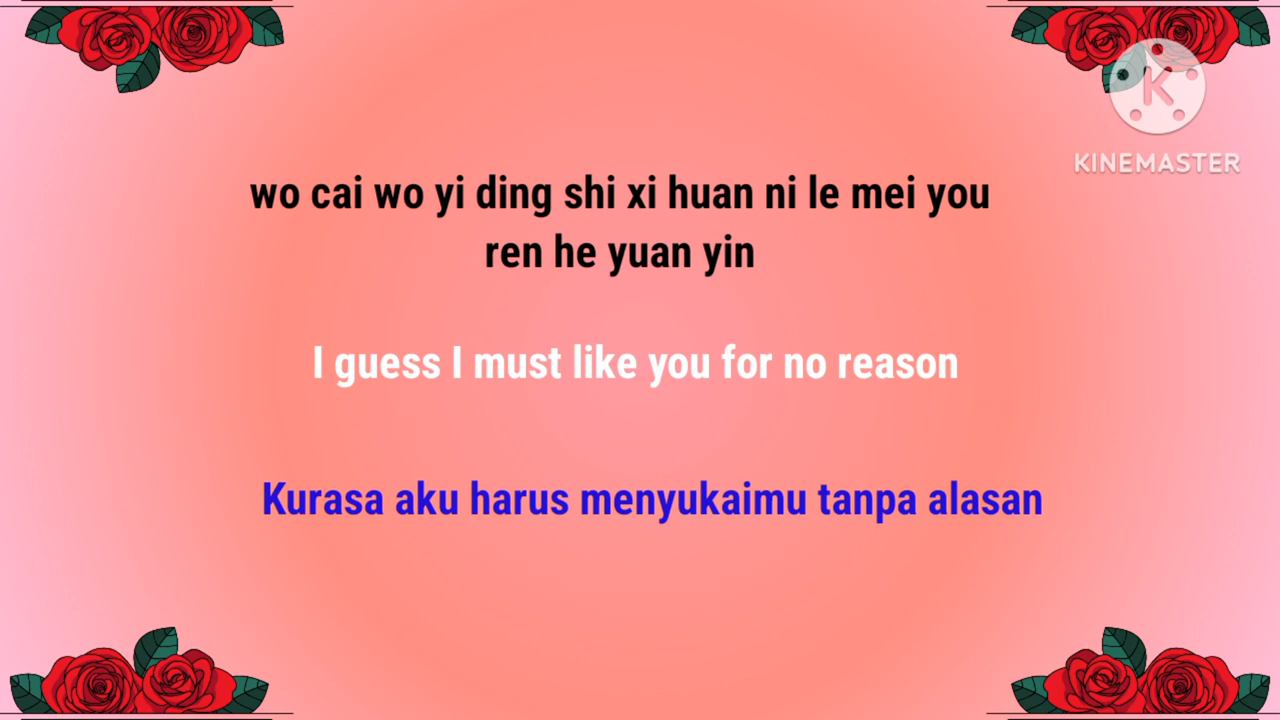 KINEMASTER
wo cai wo yi ding shi xi huan ni le mei you
ren he yuan yin
I guess I must like you for no reason
Kurasa aku harus menyukaimu tanpa alasan